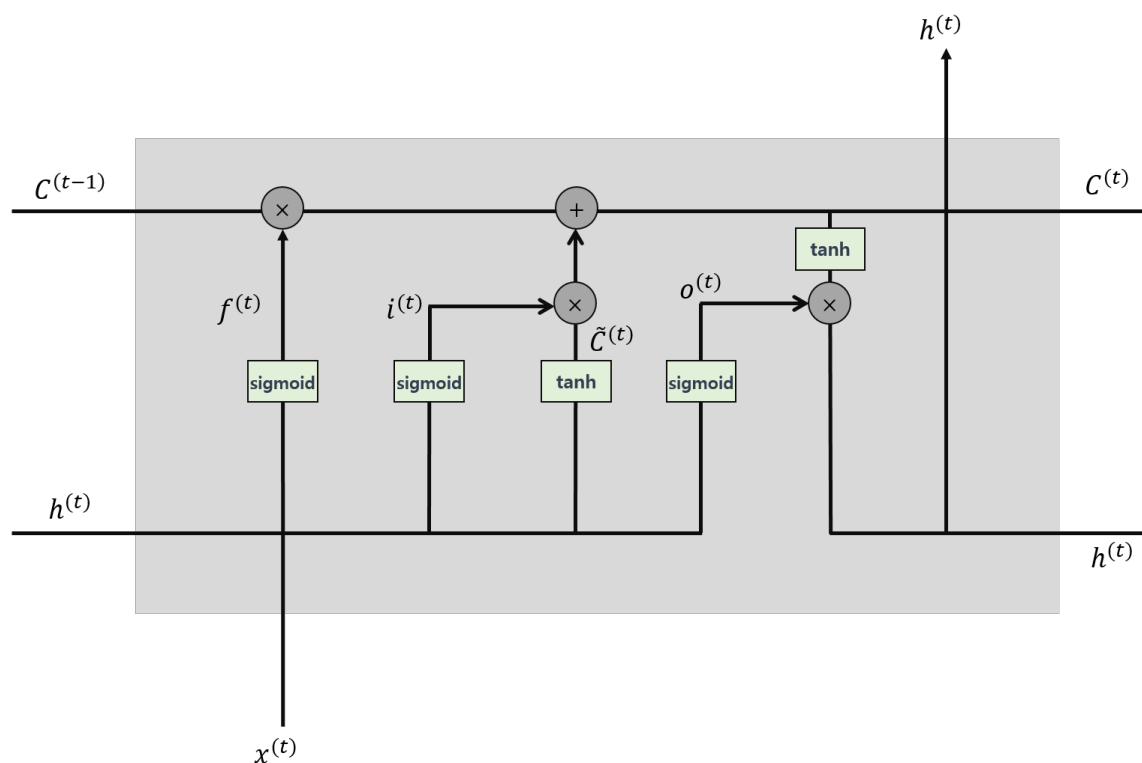 h^(t)
C^(t−1)
C^(t)
×
+
tanh
f^(t)
i^(t)
×
o^(t)
×
C̃^(t)
sigmoid
sigmoid
tanh
sigmoid
h^(t)
h^(t)
x^(t)